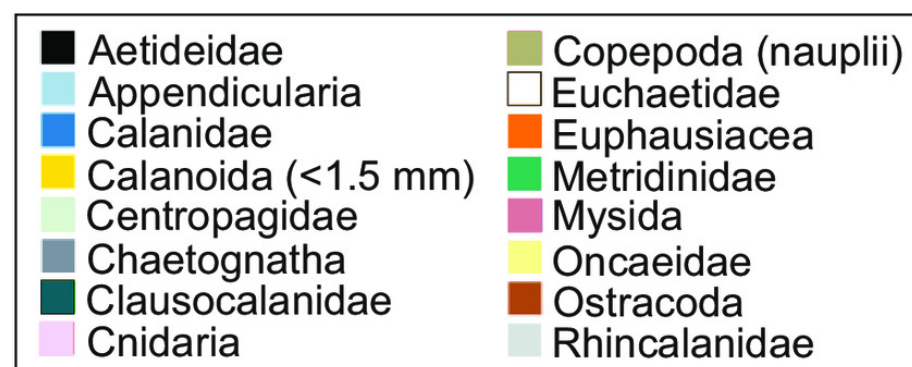 Aetideidae
Appendicularia
Calanidae
Calanoida (<1.5 mm)
Centropagidae
Chaetognatha
Clausocalanidae
Cnidaria
Copepoda (nauplii)
Euchaetidae
Euphausiacea
Metridinidae
Mysida
Oncaeidae
Ostracoda
Rhincalanidae